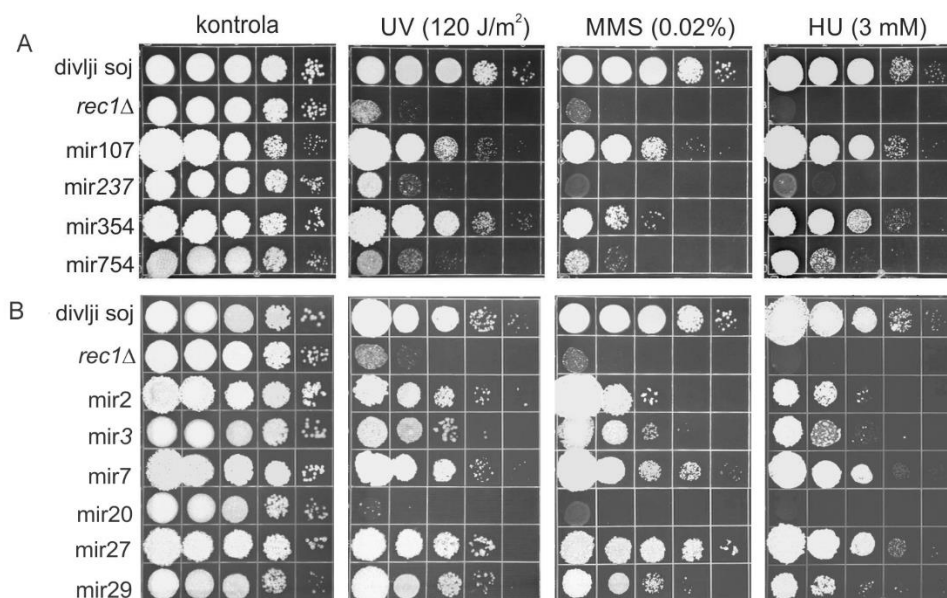 kontrola UV (120 J/m²) MMS (0.02%) HU (3 mM)
A
divlji soj
rec1Δ
mir107
mir237
mir354
mir754
B
divlji soj
rec1Δ
mir2
mir3
mir7
mir20
mir27
mir29